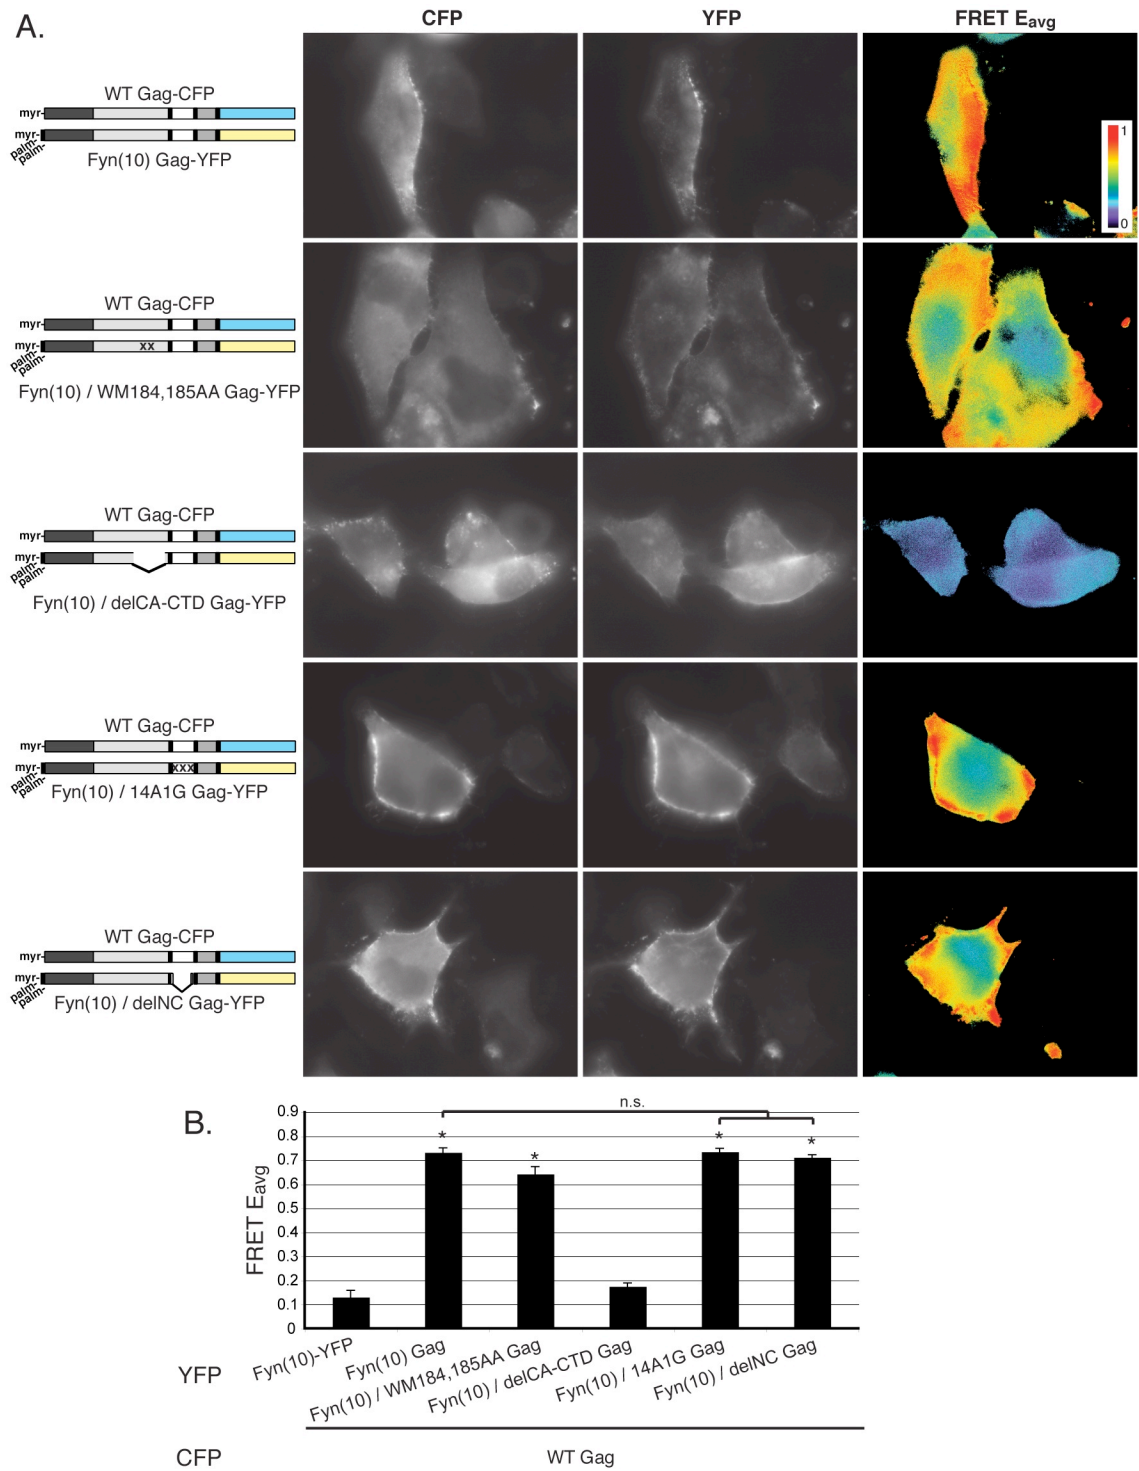 A.
CFP YFP FRET Eavg
WT Gag-CFP
myr-
myr-
palm-
palm-
Fyn(10) Gag-YFP
1
0
WT Gag-CFP
myr-
myr-
palm-
palm-
xx
Fyn(10) / WM184,185AA Gag-YFP
WT Gag-CFP
myr-
myr-
palm-
palm-
Fyn(10) / delCA-CTD Gag-YFP
WT Gag-CFP
myr-
myr-
palm-
palm-
xxx
Fyn(10) / 14A1G Gag-YFP
WT Gag-CFP
myr-
myr-
palm-
palm-
Fyn(10) / delNC Gag-YFP
B.
n.s.
0.9
0.8
0.7
0.6
0.5
0.4
0.3
0.2
0.1
0
FRET Eavg
* * * *
YFP
Fyn(10)-YFP
Fyn(10) Gag
Fyn(10) / WM184,185AA Gag
Fyn(10) / delCA-CTD Gag
Fyn(10) / 14A1G Gag
Fyn(10) / delNC Gag
CFP WT Gag